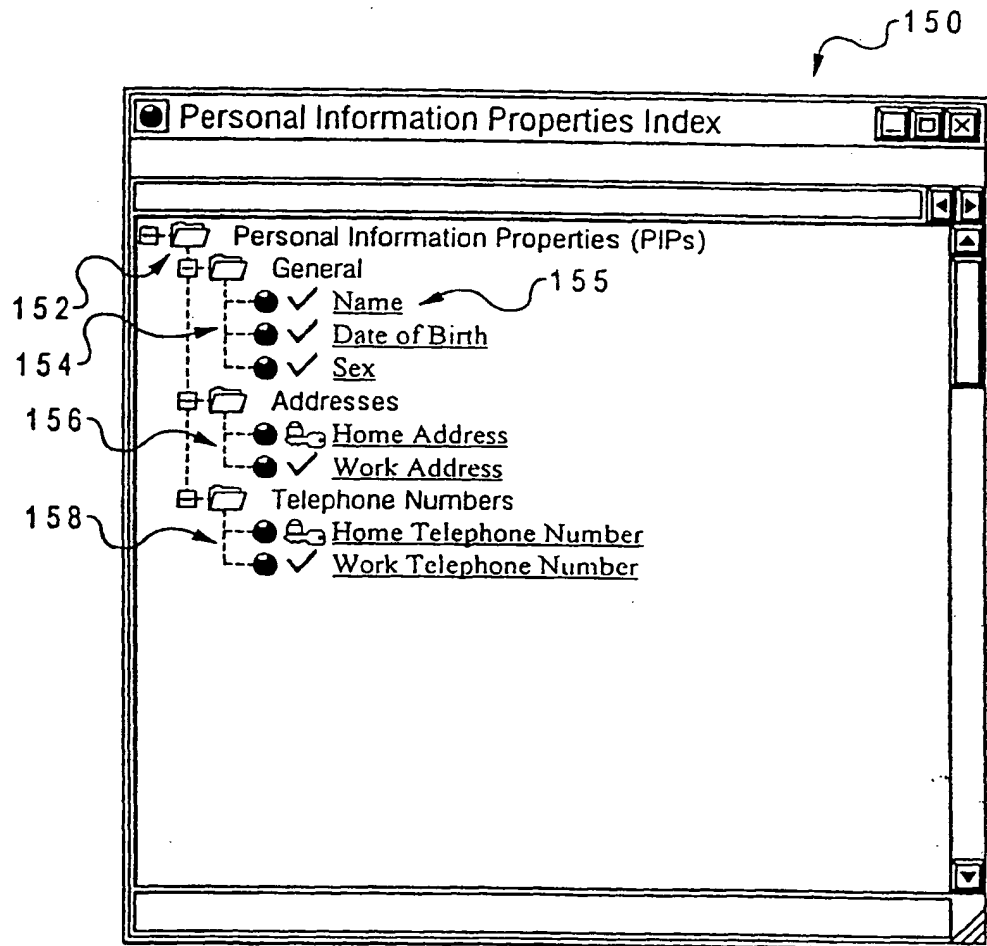 150
Personal Information Properties Index
Personal Information Properties (PIPs)
General
155
152
Name
154
Date of Birth
Sex
Addresses
156
Home Address
Work Address
Telephone Numbers
158
Home Telephone Number
Work Telephone Number